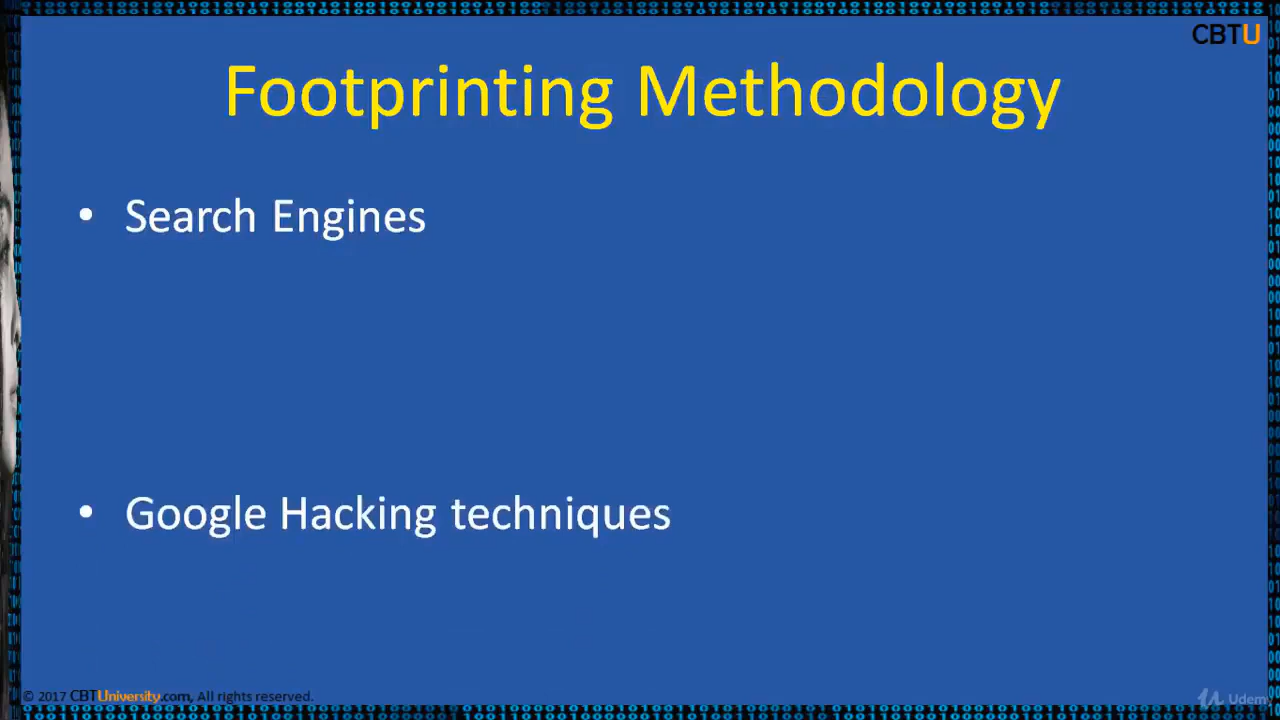 CBTU
Footprinting Methodology
• Search Engines
• Google Hacking techniques
© 2017 CBTUniversity.com, All rights reserved.
Udemy